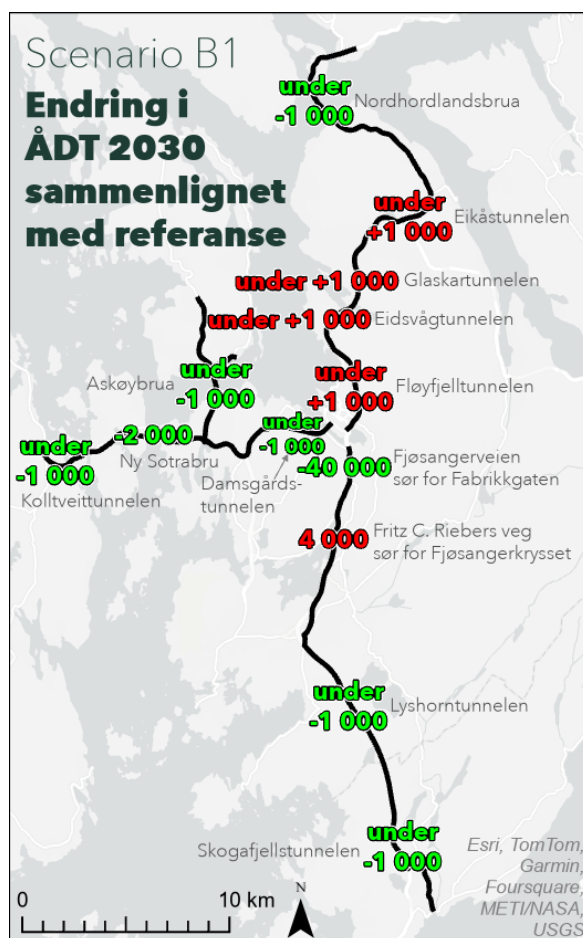 Scenario B1
Endring i
ÅDT 2030
sammenlignet
med referanse
under
-1 000
Nordhordlandsbrua
under
+1 000
Eikåstunnelen
under +1 000
Glaskartunnelen
under +1 000
Eidsvågtunnelen
under
-1 000
Askøybrua
under
+1 000
Fløyfjelltunnelen
under
-1 000
Kolltveittunnelen
-2 000
Ny Sotrabru
under
-1 000
Damsgårds-
tunnelen
-40 000
Fjøsangerveien
sør for Fabrikkgaten
4 000
Fritz C. Riebers veg
sør for Fjøsangerkrysset
under
-1 000
Lyshorntunnelen
under
-1 000
Skogafjellstunnelen
0
10 km
N
Esri, TomTom,
Garmin,
Foursquare,
METI/NASA,
USGS